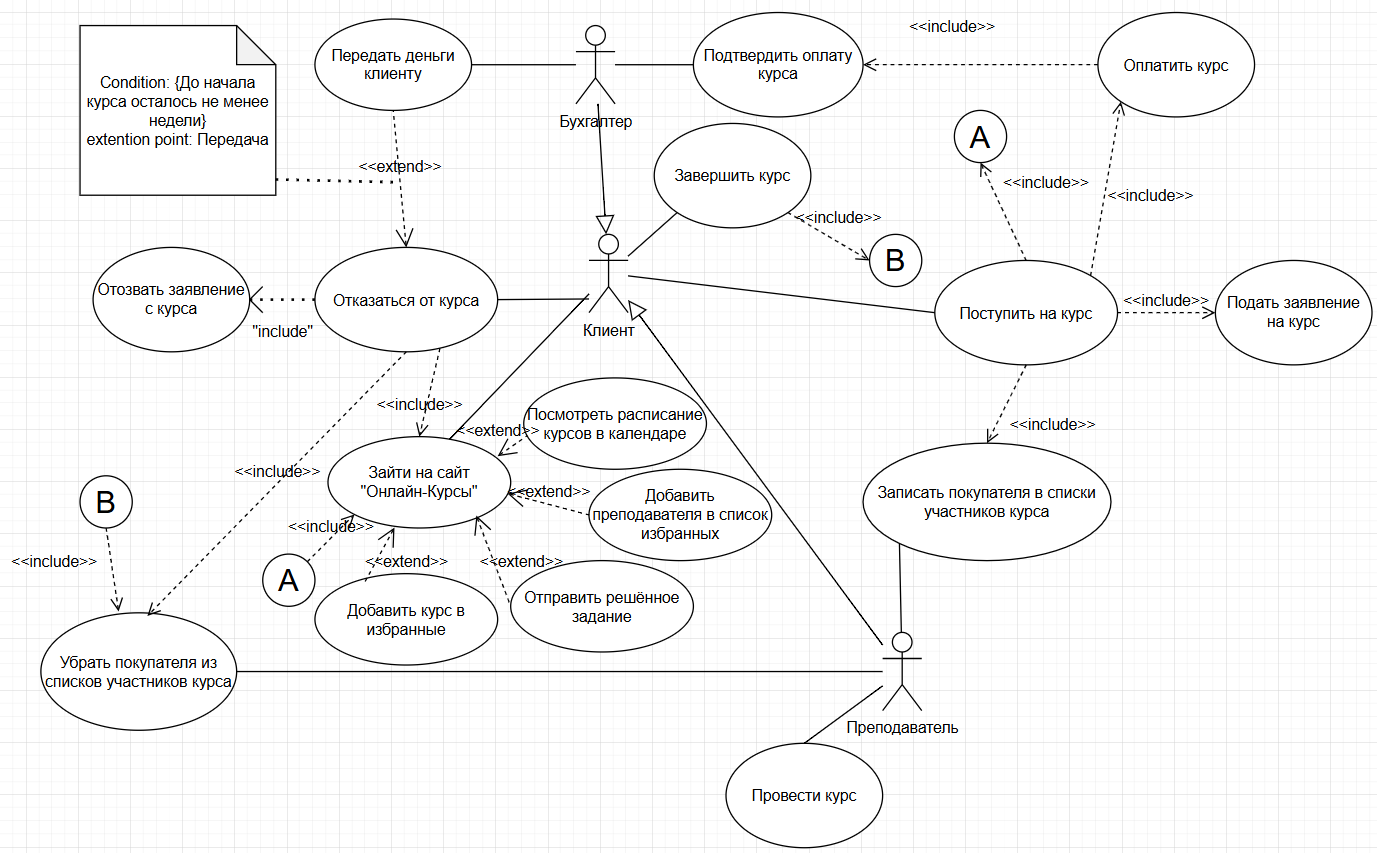 Condition: {До начала
курса осталось не менее
недели}
extention point: Передача
Передать деньги
клиенту
Бухгалтер
Подтвердить оплату
курса
<<include>>
Оплатить курс
<<extend>>
Завершить курс
<<include>>
A
<<include>>
<<include>>
B
Отозвать заявление
с курса
"include"
Отказаться от курса
Клиент
Поступить на курс
<<include>>
Подать заявление
на курс
<<include>>
<<include>>
Посмотреть расписание
курсов в календаре
<<extend>>
<<include>>
Зайти на сайт
"Онлайн-Курсы"
<<extend>>
Добавить
преподавателя в список
избранных
Записать покупателя в списки
участников курса
B
<<include>>
<<include>>
A
<<extend>>
<<extend>>
Добавить курс в
избранные
Отправить решённое
задание
Убрать покупателя из
списков участников курса
Преподаватель
Провести курс